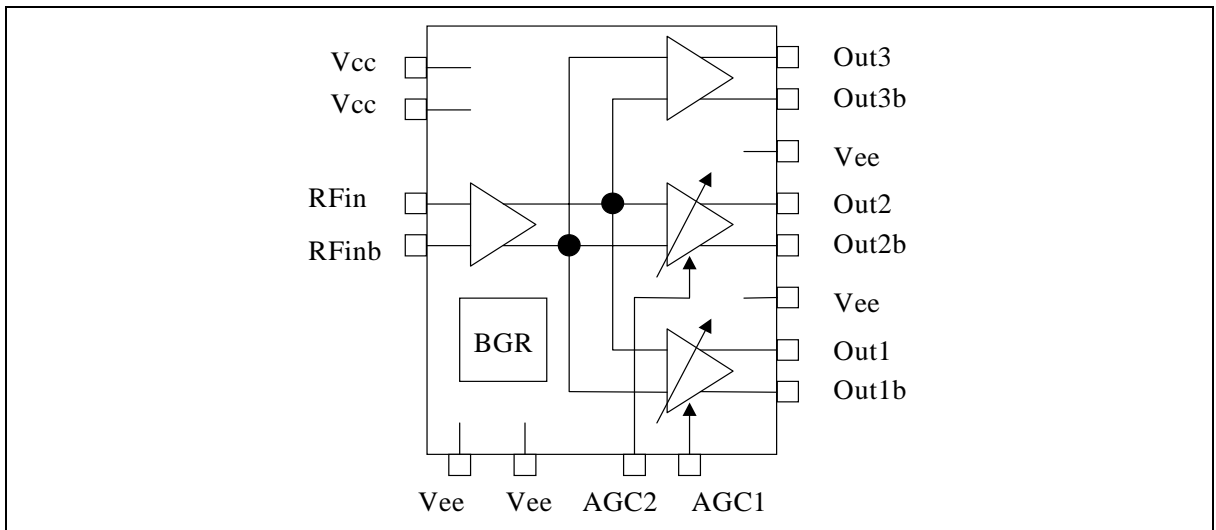 Vcc
Vcc
RFin
RFinb
BGR
Out3
Out3b
Vee
Out2
Out2b
Vee
Out1
Out1b
Vee
Vee
AGC2
AGC1